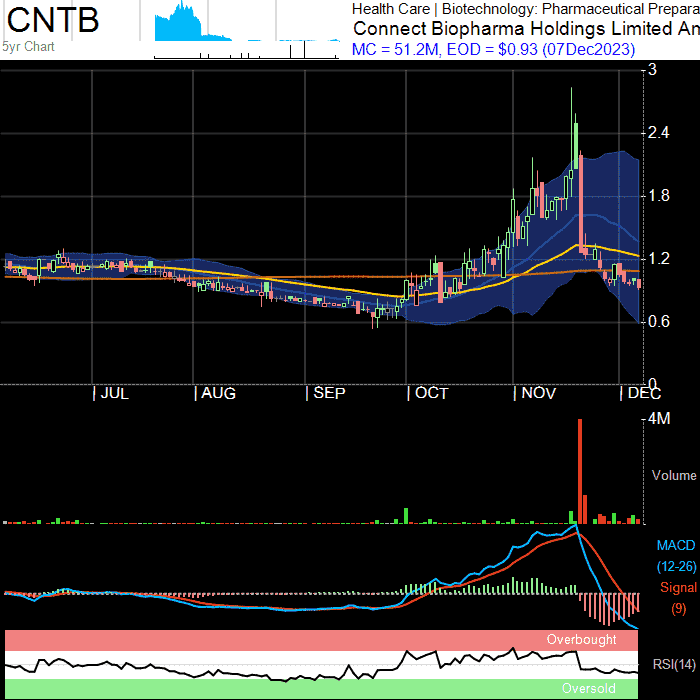 CNTB
5yr Chart
Health Care | Biotechnology: Pharmaceutical Prepara
Connect Biopharma Holdings Limited An
MC = 51.2M, EOD = $0.93 (07Dec2023)
3
2.4
1.8
1.2
0.6
0
JUL AUG SEP OCT NOV DEC
4M
Volume
MACD
(12-26)
Signal
(9)
Overbought
RSI(14)
Oversold